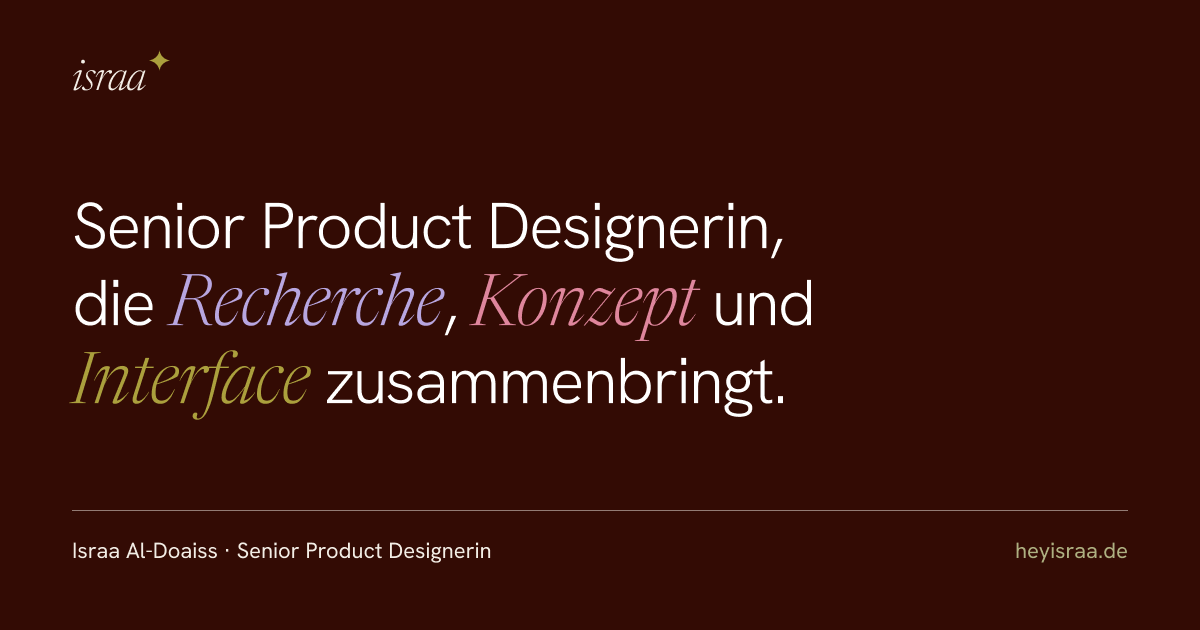 israa
Senior Product Designerin,
die Recherche, Konzept und
Interface zusammenbringt.
Israa Al-Doaiss · Senior Product Designerin
heyisraa.de